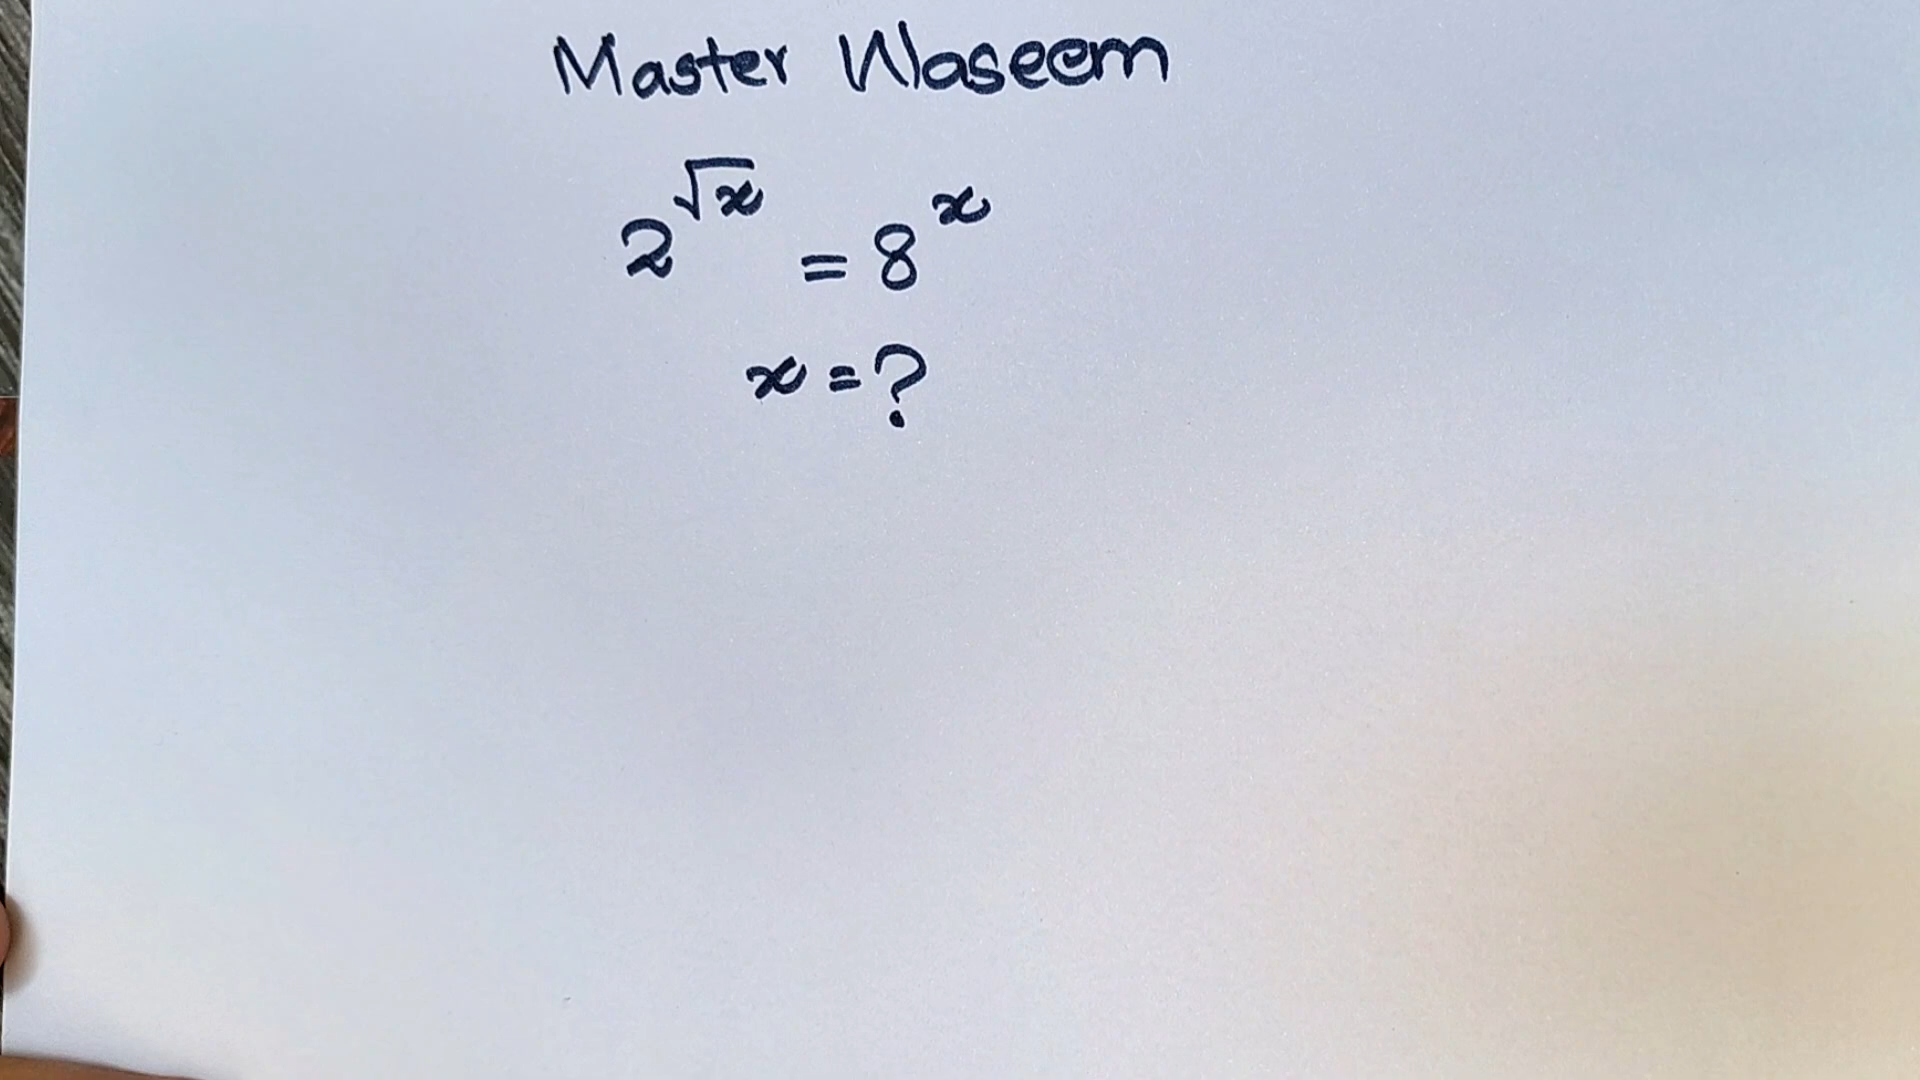 Master Waseem
2^√x = 8^x
x = ?